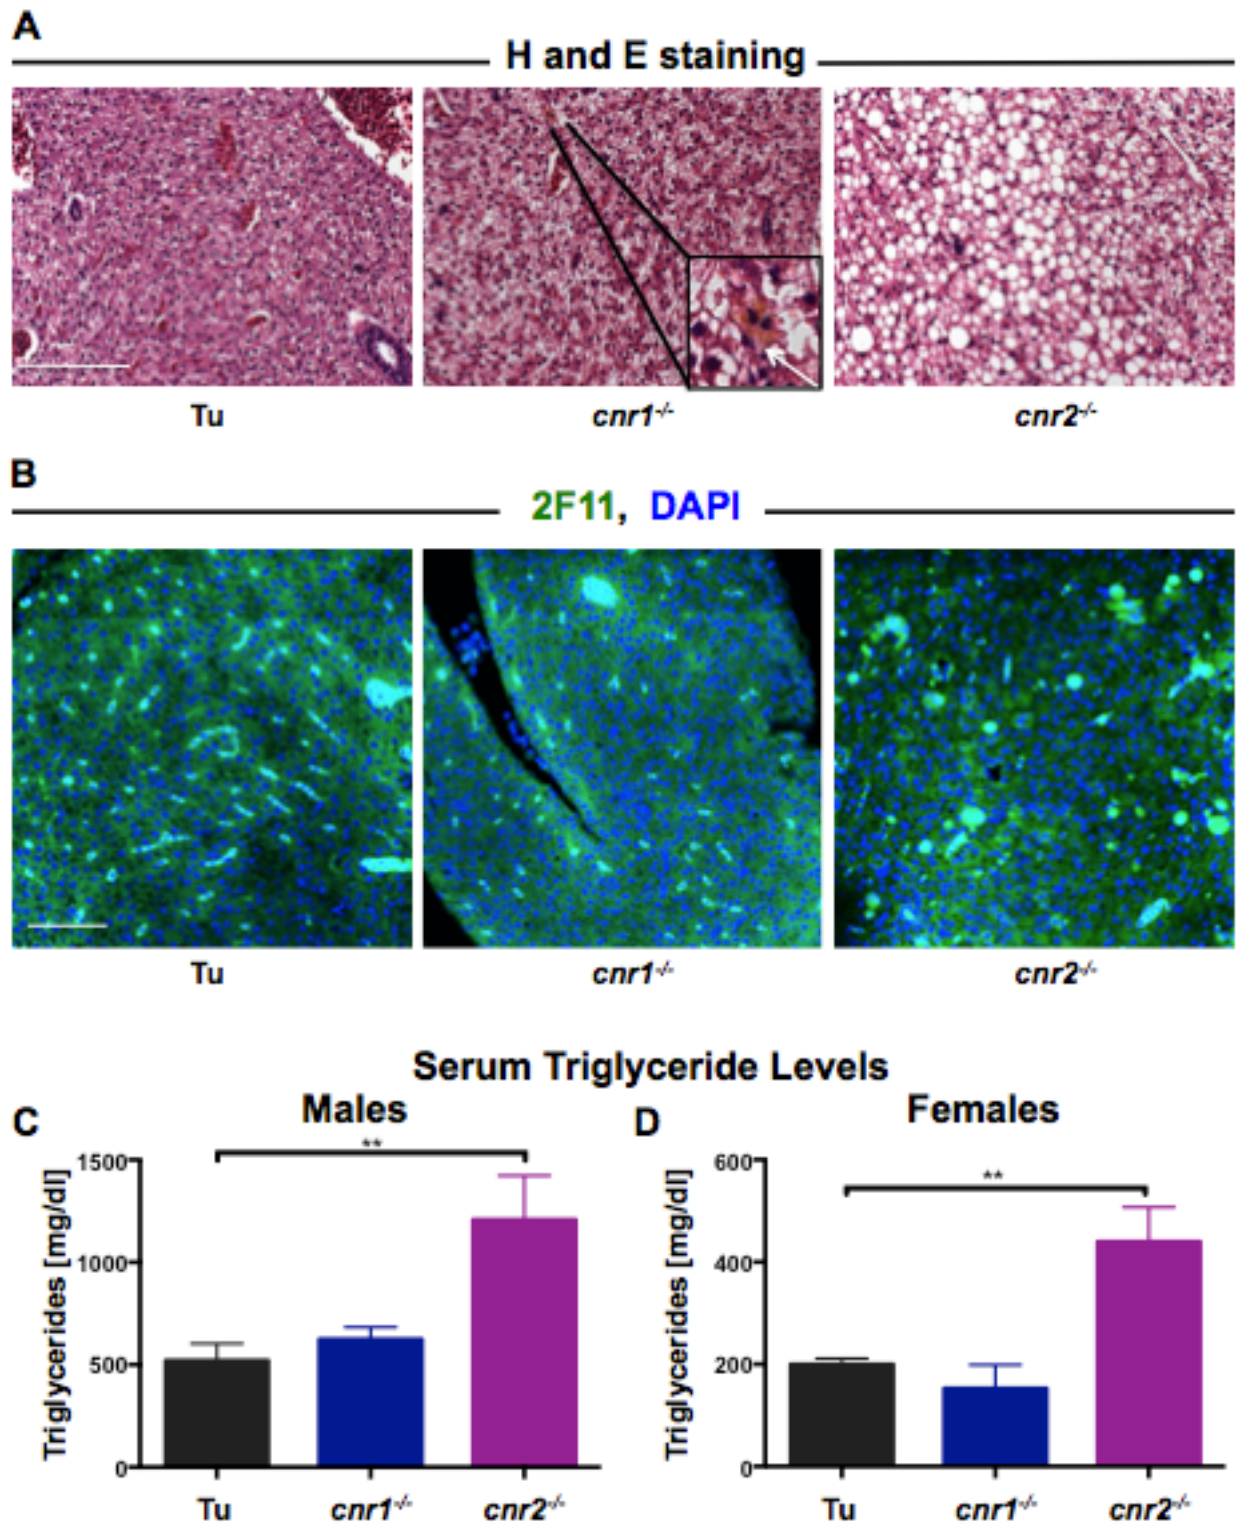 A
H and E staining
Tu
cnr1-/-
cnr2-/-
B
2F11, DAPI
Tu
cnr1-/-
cnr2-/-
Serum Triglyceride Levels
C
Males
**
Triglycerides [mg/dl]
1500
1000
500
0
Tu
cnr1-/-
cnr2-/-
D
Females
**
Triglycerides [mg/dl]
600
400
200
0
Tu
cnr1-/-
cnr2-/-